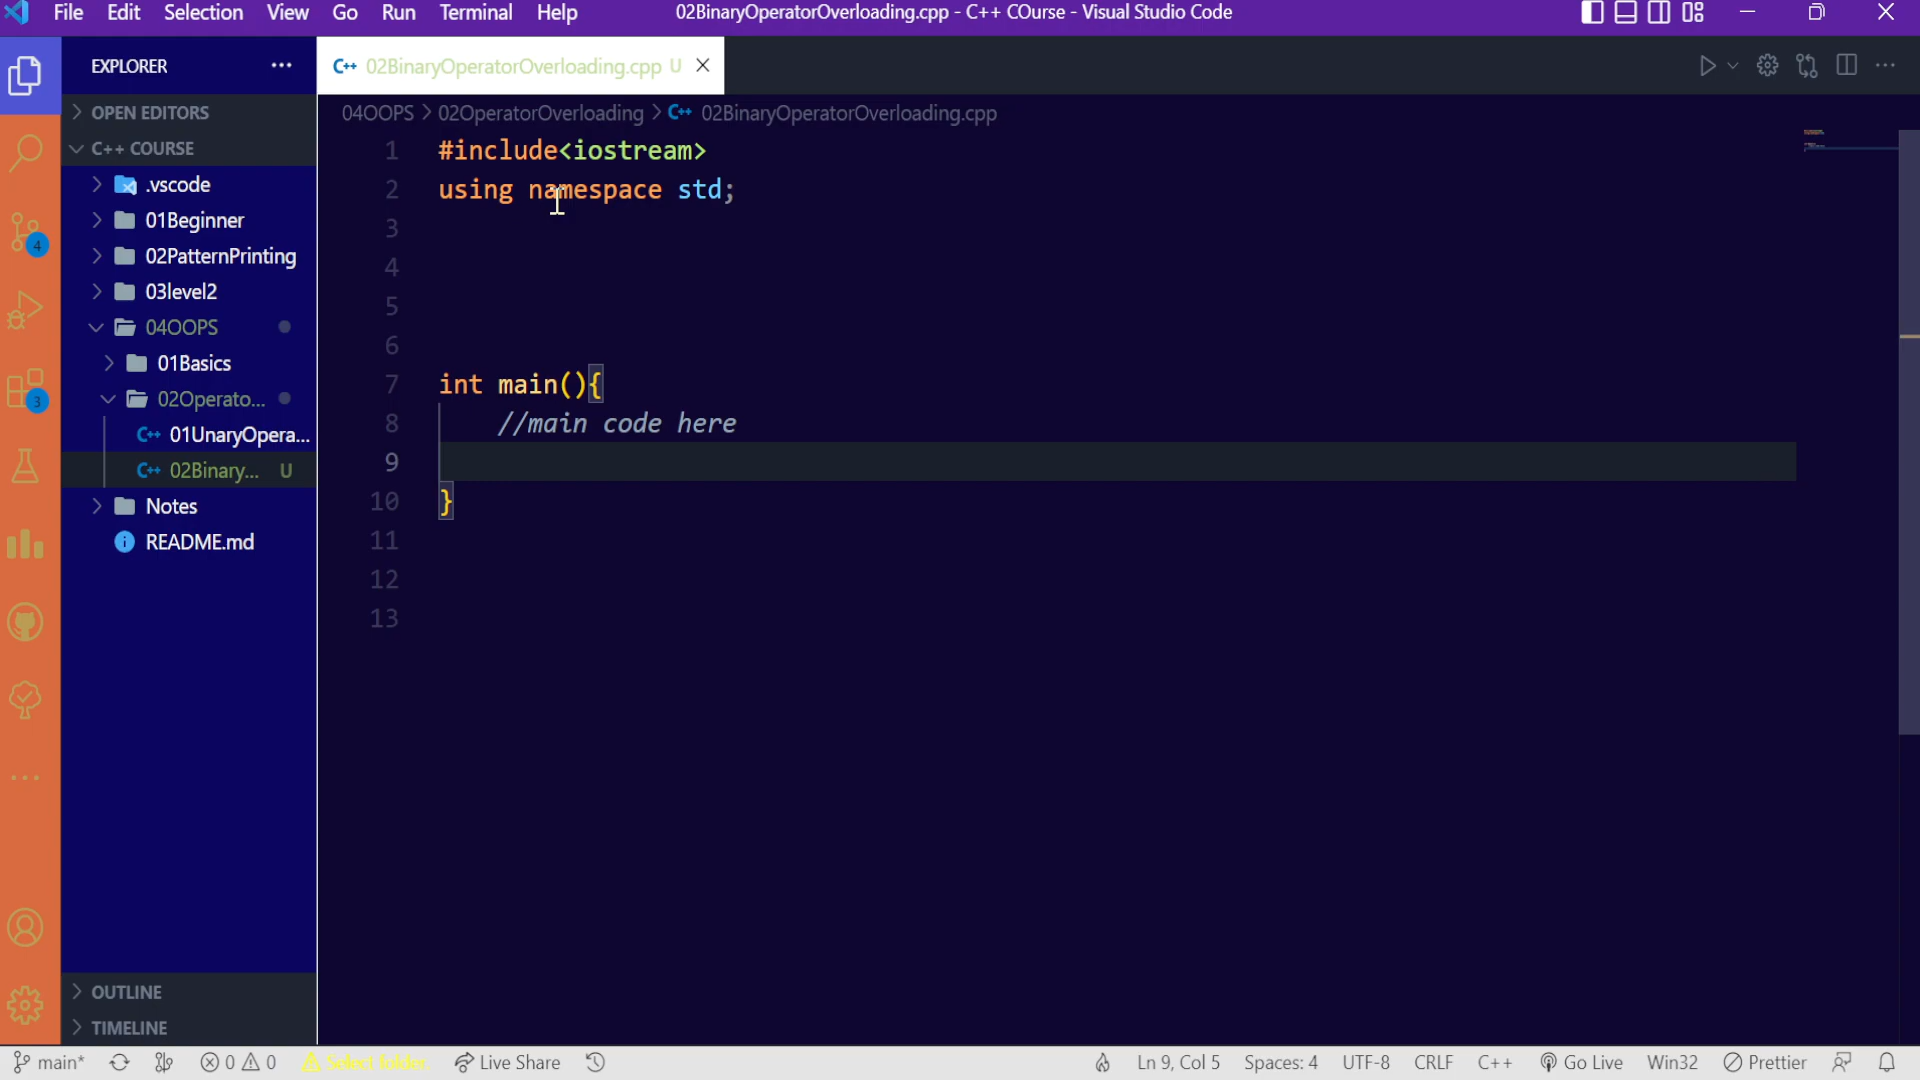 File Edit Selection View Go Run Terminal Help
02BinaryOperatorOverloading.cpp - C++ COurse - Visual Studio Code
EXPLORER
OPEN EDITORS
C++ COURSE
.vscode
01Beginner
02PatternPrinting
03level2
04OOPS
01Basics
02Operato...
01UnaryOpera...
02Binary... U
Notes
README.md
OUTLINE
TIMELINE
4
3
C++ 02BinaryOperatorOverloading.cpp U
04OOPS > 02OperatorOverloading > C++ 02BinaryOperatorOverloading.cpp
1 #include<iostream>
2 using namespace std;
3
4
5
6
7 int main(){
8 //main code here
9
10 }
11
12
13
main* 0 0 Select folder. Live Share Ln 9, Col 5 Spaces: 4 UTF-8 CRLF C++ Go Live Win32 Prettier